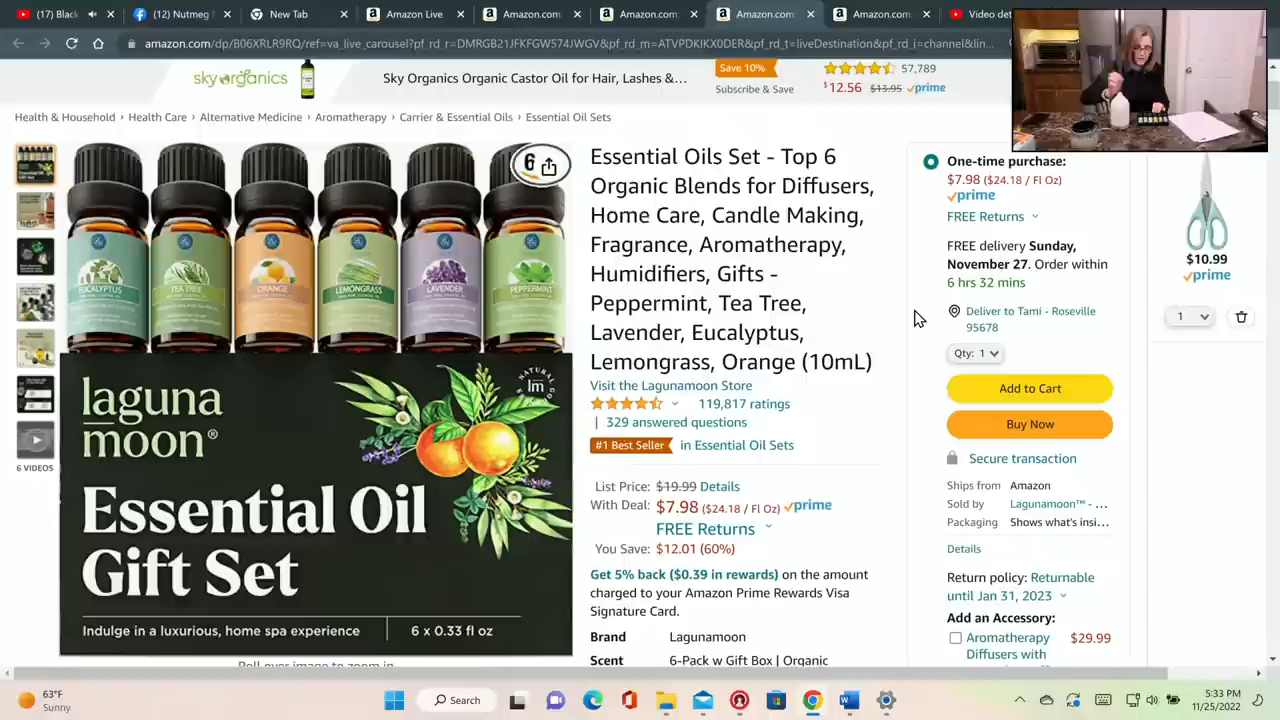 (17) Black
(12) Nutmeg
New Tab
Amazon Live
Amazon.com
Amazon.com:
Amazon.com
Amazon.com:
Video det
amazon.com/dp/B06XRLR9RQ/ref=va_live_carousel?pf_rd_r=DMRGB21JFKFGW574JWGV&pf_rd_m=ATVPDKIKX0DER&pf_rd_t=liveDestination&pf_rd_i=channel&lin...
sky organics
Sky Organics Organic Castor Oil for Hair, Lashes &...
Save 10%
Subscribe & Save
57,789
$12.56 $13.95 prime
Health & Household › Health Care › Alternative Medicine › Aromatherapy › Carrier & Essential Oils › Essential Oil Sets
6
EUCALYPTUS
TEA TREE
ORANGE
LEMONGRASS
LAVENDER
PEPPERMINT
laguna
moon®
NATURAL
lm
Essential Oil
Gift Set
Indulge in a luxurious, home spa experience
6 x 0.33 fl oz
6 VIDEOS
Roll over image to zoom in
Essential Oils Set - Top 6
Organic Blends for Diffusers,
Home Care, Candle Making,
Fragrance, Aromatherapy,
Humidifiers, Gifts -
Peppermint, Tea Tree,
Lavender, Eucalyptus,
Lemongrass, Orange (10mL)
Visit the Lagunamoon Store
119,817 ratings
| 329 answered questions
#1 Best Seller in Essential Oil Sets
List Price: $19.99 Details
With Deal: $7.98 ($24.18 / Fl Oz) prime
FREE Returns
You Save: $12.01 (60%)
Get 5% back ($0.39 in rewards) on the amount
charged to your Amazon Prime Rewards Visa
Signature Card.
Brand Lagunamoon
Scent 6-Pack w Gift Box | Organic
One-time purchase:
$7.98 ($24.18 / Fl Oz)
prime
FREE Returns
FREE delivery Sunday,
November 27. Order within
6 hrs 32 mins
Deliver to Tami - Roseville
95678
Qty: 1
Add to Cart
Buy Now
Secure transaction
Ships from Amazon
Sold by Lagunamoon™ - ...
Packaging Shows what's insi...
Details
Return policy: Returnable
until Jan 31, 2023
Add an Accessory:
Aromatherapy $29.99
Diffusers with
$10.99
prime
1
63°F
Sunny
Search
5:33 PM
11/25/2022